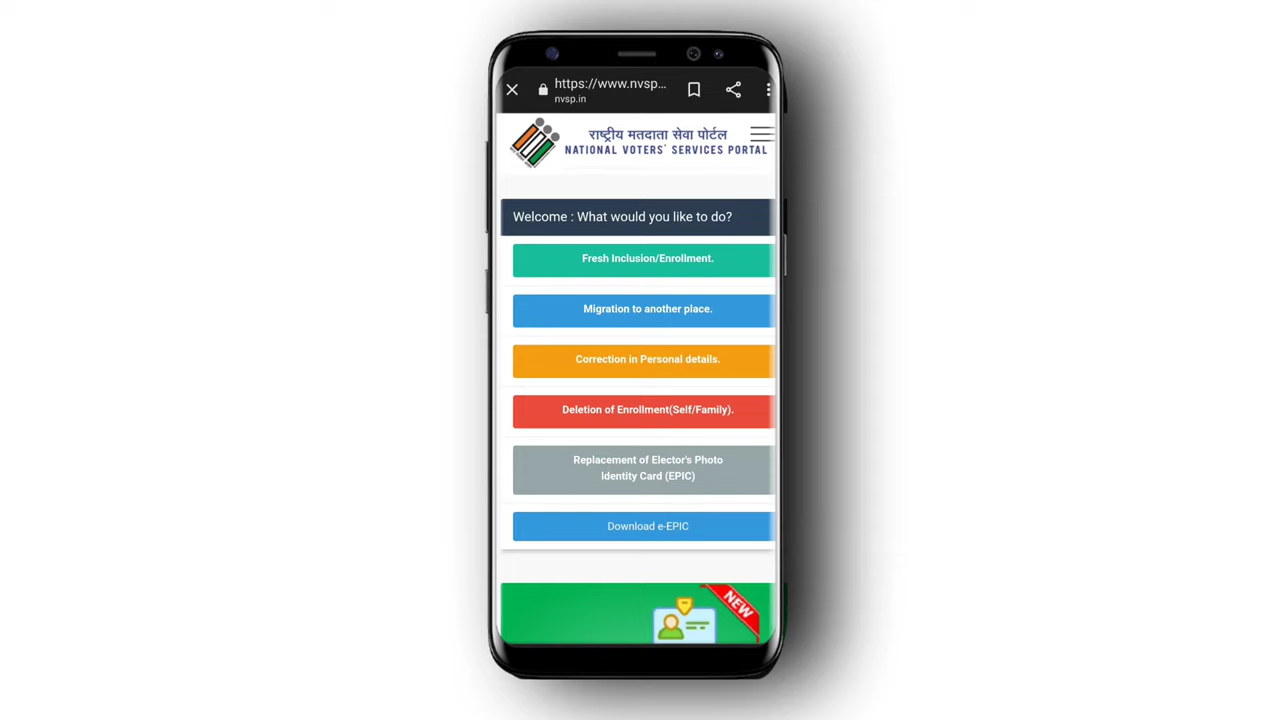 https://www.nvsp...
nvsp.in
राष्ट्रीय मतदाता सेवा पोर्टल
NATIONAL VOTERS' SERVICES PORTAL
Welcome : What would you like to do?
Fresh Inclusion/Enrollment.
Migration to another place.
Correction in Personal details.
Deletion of Enrollment(Self/Family).
Replacement of Elector's Photo
Identity Card (EPIC)
Download e-EPIC
NEW